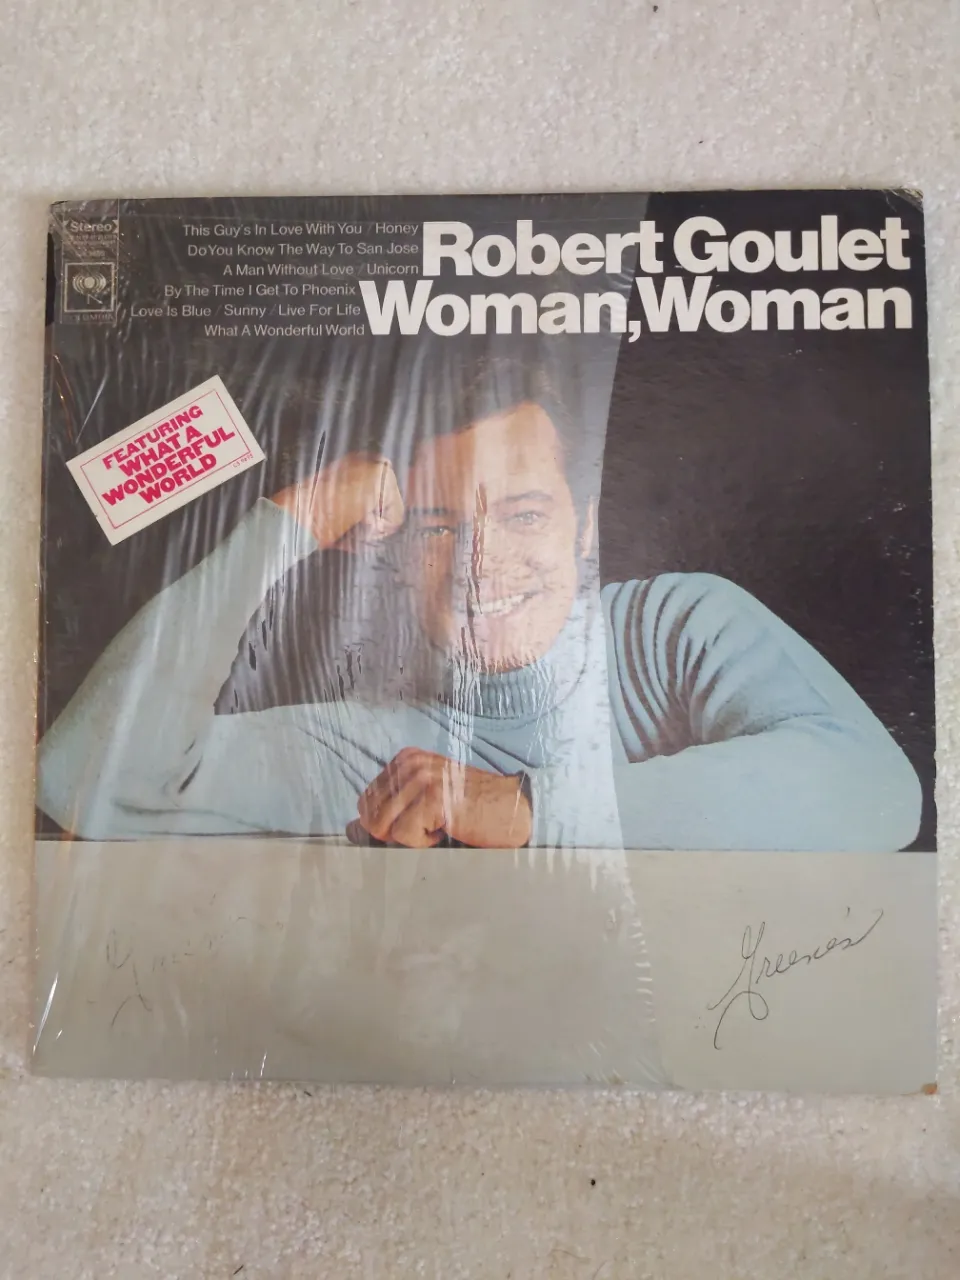 Stereo
This Guy's In Love With You / Honey
Do You Know The Way To San Jose
A Man Without Love / Unicorn
By The Time I Get To Phoenix
Love Is Blue / Sunny / Live For Life
What A Wonderful World
Robert Goulet
Woman, Woman
COLUMBIA
FEATURING
WHAT A
WONDERFUL
WORLD
Greene's